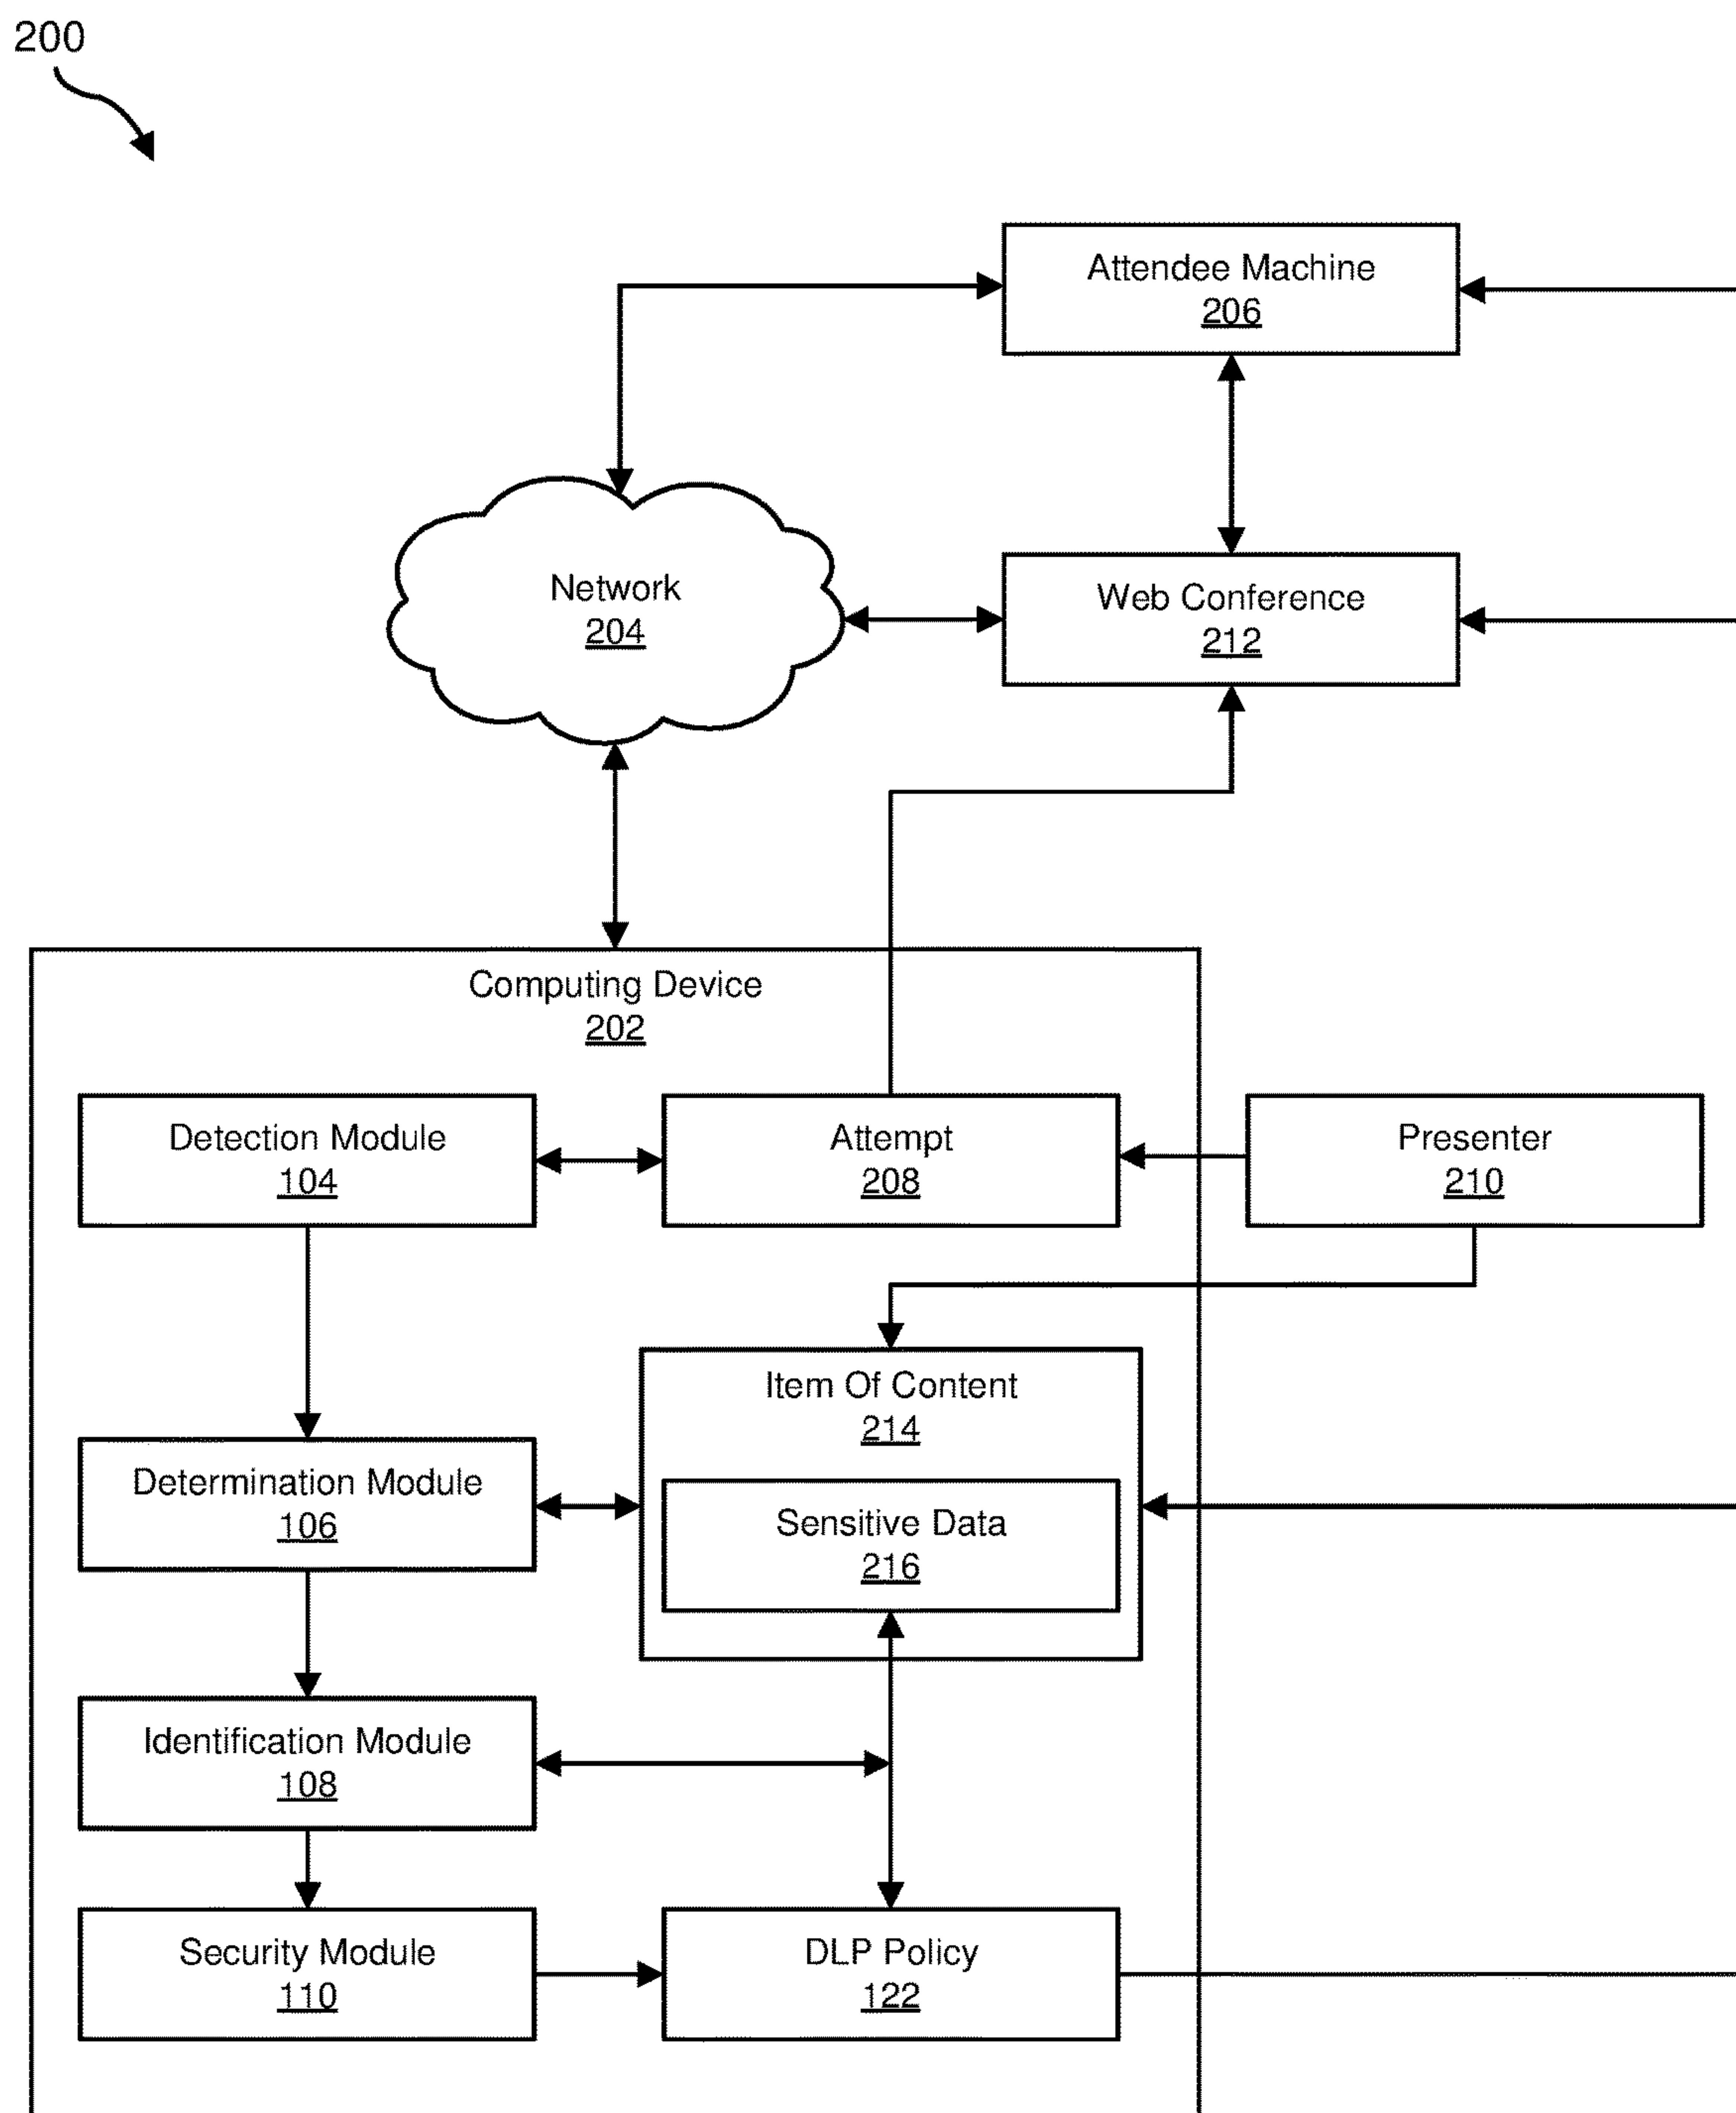 200
Attendee Machine
206
Network
204
Web Conference
212
Computing Device
202
Detection Module
104
Attempt
208
Presenter
210
Item Of Content
214
Determination Module
106
Sensitive Data
216
Identification Module
108
Security Module
110
DLP Policy
122